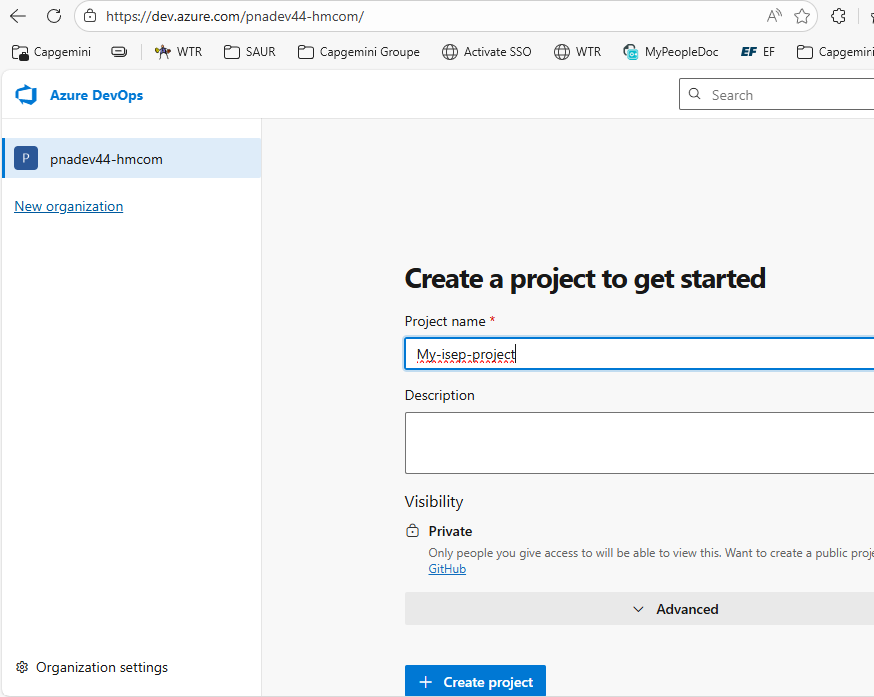 https://dev.azure.com/pnadev44-hmcom/
Capgemini WTR SAUR Capgemini Groupe Activate SSO WTR MyPeopleDoc EF EF Capgemini
Azure DevOps
Search
P pnadev44-hmcom
New organization
Create a project to get started
Project name *
My-isep-project
Description
Visibility
Private
Only people you give access to will be able to view this. Want to create a public proje
GitHub
Advanced
Organization settings
+ Create project